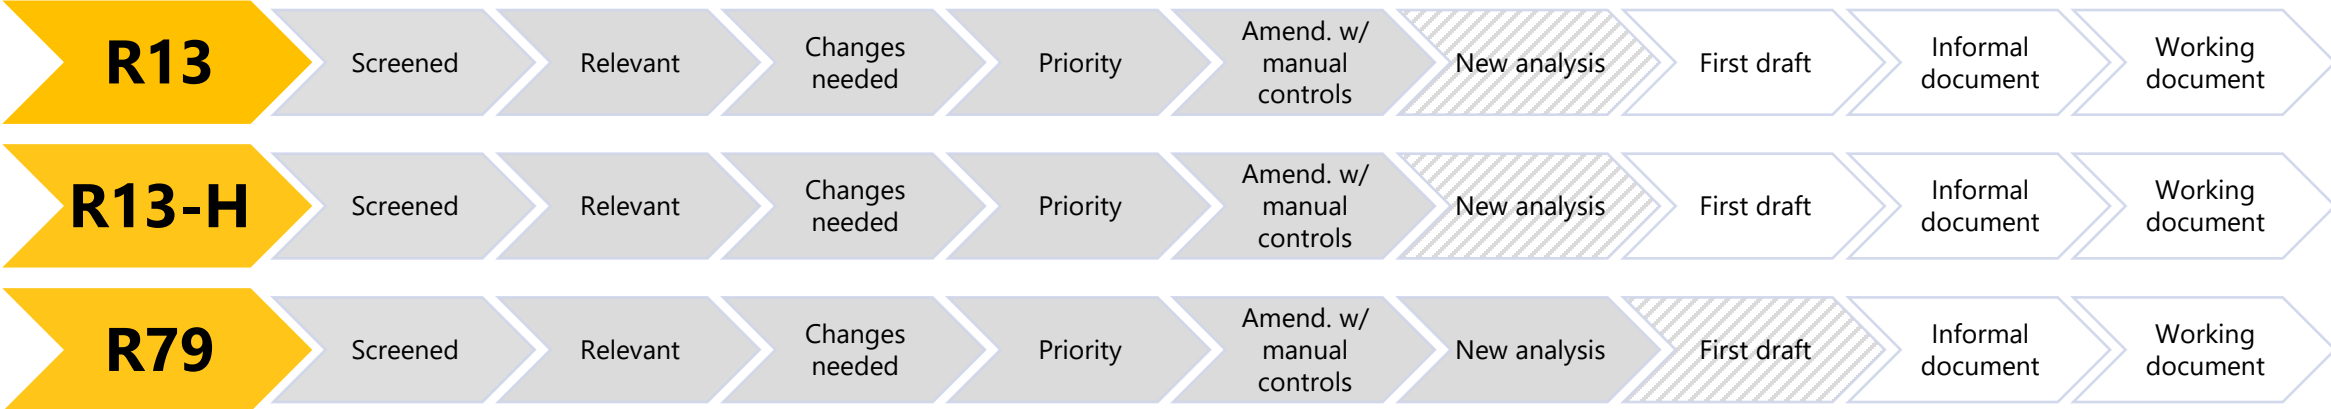 R13
Screened
Relevant
Changes
needed
Priority
Amend. w/
manual
controls
New analysis
First draft
Informal
document
Working
document
R13-H
Screened
Relevant
Changes
needed
Priority
Amend. w/
manual
controls
New analysis
First draft
Informal
document
Working
document
R79
Screened
Relevant
Changes
needed
Priority
Amend. w/
manual
controls
New analysis
First draft
Informal
document
Working
document